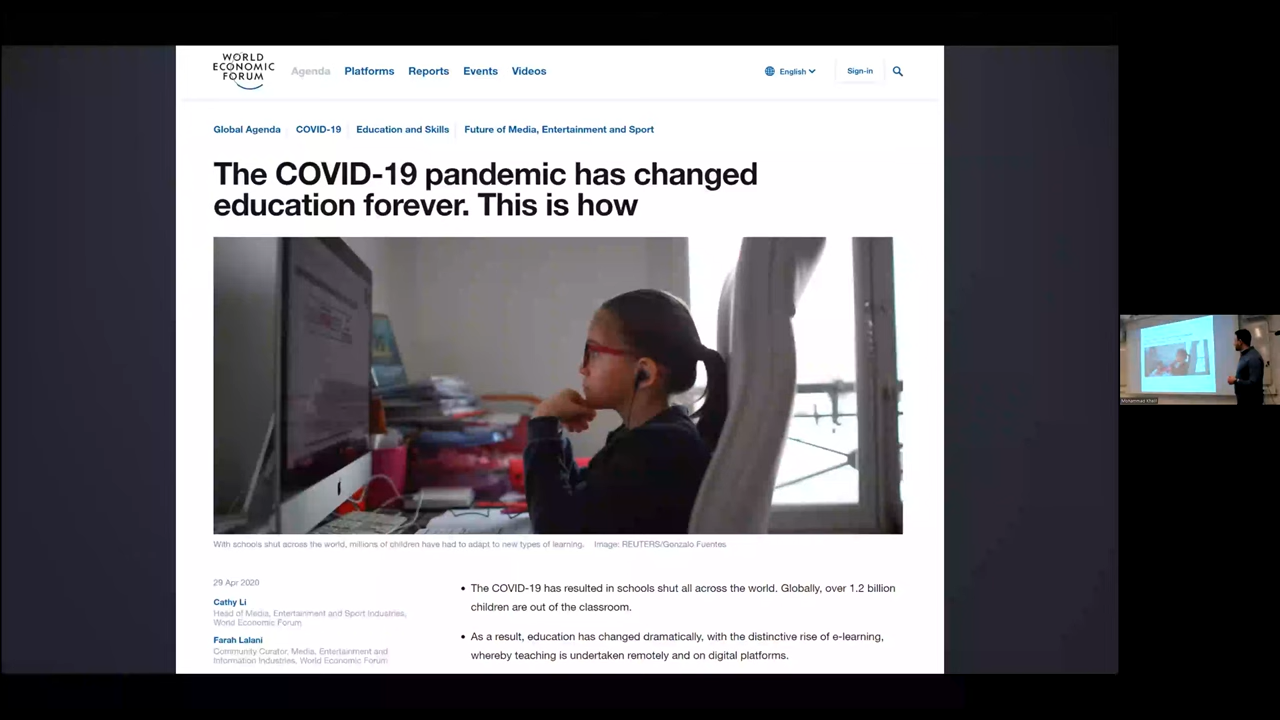 WORLD
ECONOMIC
FORUM
Agenda Platforms Reports Events Videos
English Sign-in
Global Agenda COVID-19 Education and Skills Future of Media, Entertainment and Sport
The COVID-19 pandemic has changed
education forever. This is how
With schools shut across the world, millions of children have had to adapt to new types of learning. Image: REUTERS/Gonzalo Fuentes
29 Apr 2020
Cathy Li
Head of Media, Entertainment and Sport Industries,
World Economic Forum
Farah Lalani
Community Curator, Media, Entertainment and
Information Industries, World Economic Forum
• The COVID-19 has resulted in schools shut all across the world. Globally, over 1.2 billion
children are out of the classroom.
• As a result, education has changed dramatically, with the distinctive rise of e-learning,
whereby teaching is undertaken remotely and on digital platforms.
Mohammad Khalil